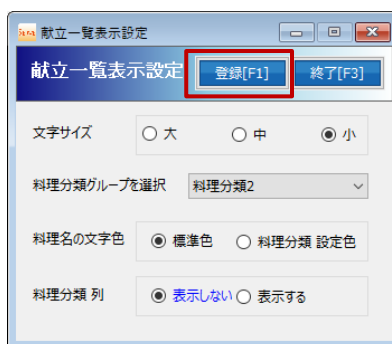 献立一覧表示設定
献立一覧表示設定 登録[F1] 終了[F3]
文字サイズ 大 中 小
料理分類グループを選択 料理分類2
料理名の文字色 標準色 料理分類 設定色
料理分類 列 表示しない 表示する